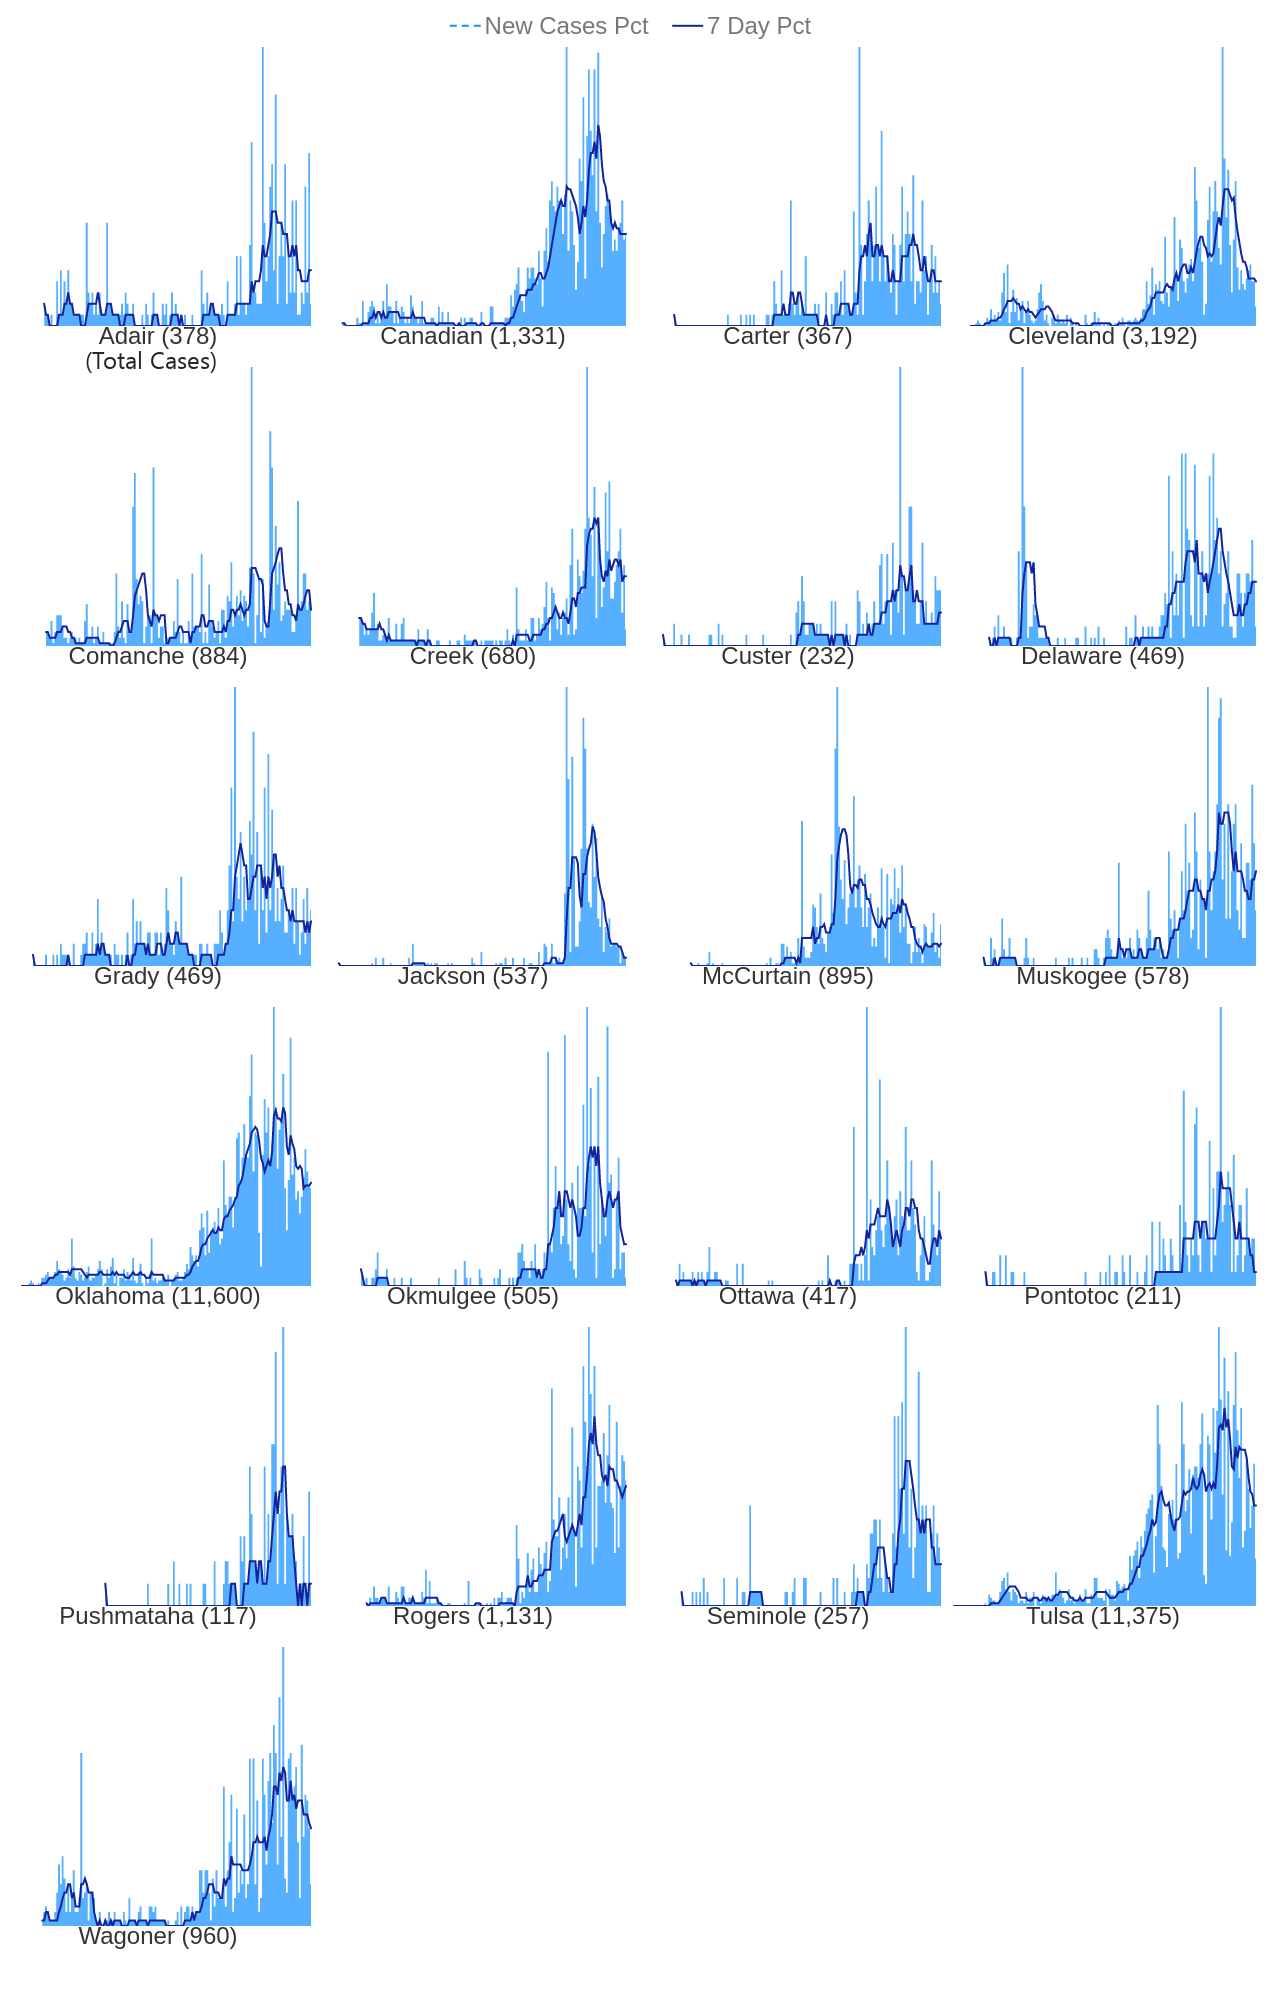 New Cases Pct 7 Day Pct
Adair (378) Canadian (1,331) Carter (367) Cleveland (3,192)
(Total Cases)
Comanche (884) Creek (680) Custer (232) Delaware (469)
Grady (469) Jackson (537) McCurtain (895) Muskogee (578)
Oklahoma (11,600) Okmulgee (505) Ottawa (417) Pontotoc (211)
Pushmataha (117) Rogers (1,131) Seminole (257) Tulsa (11,375)
Wagoner (960)